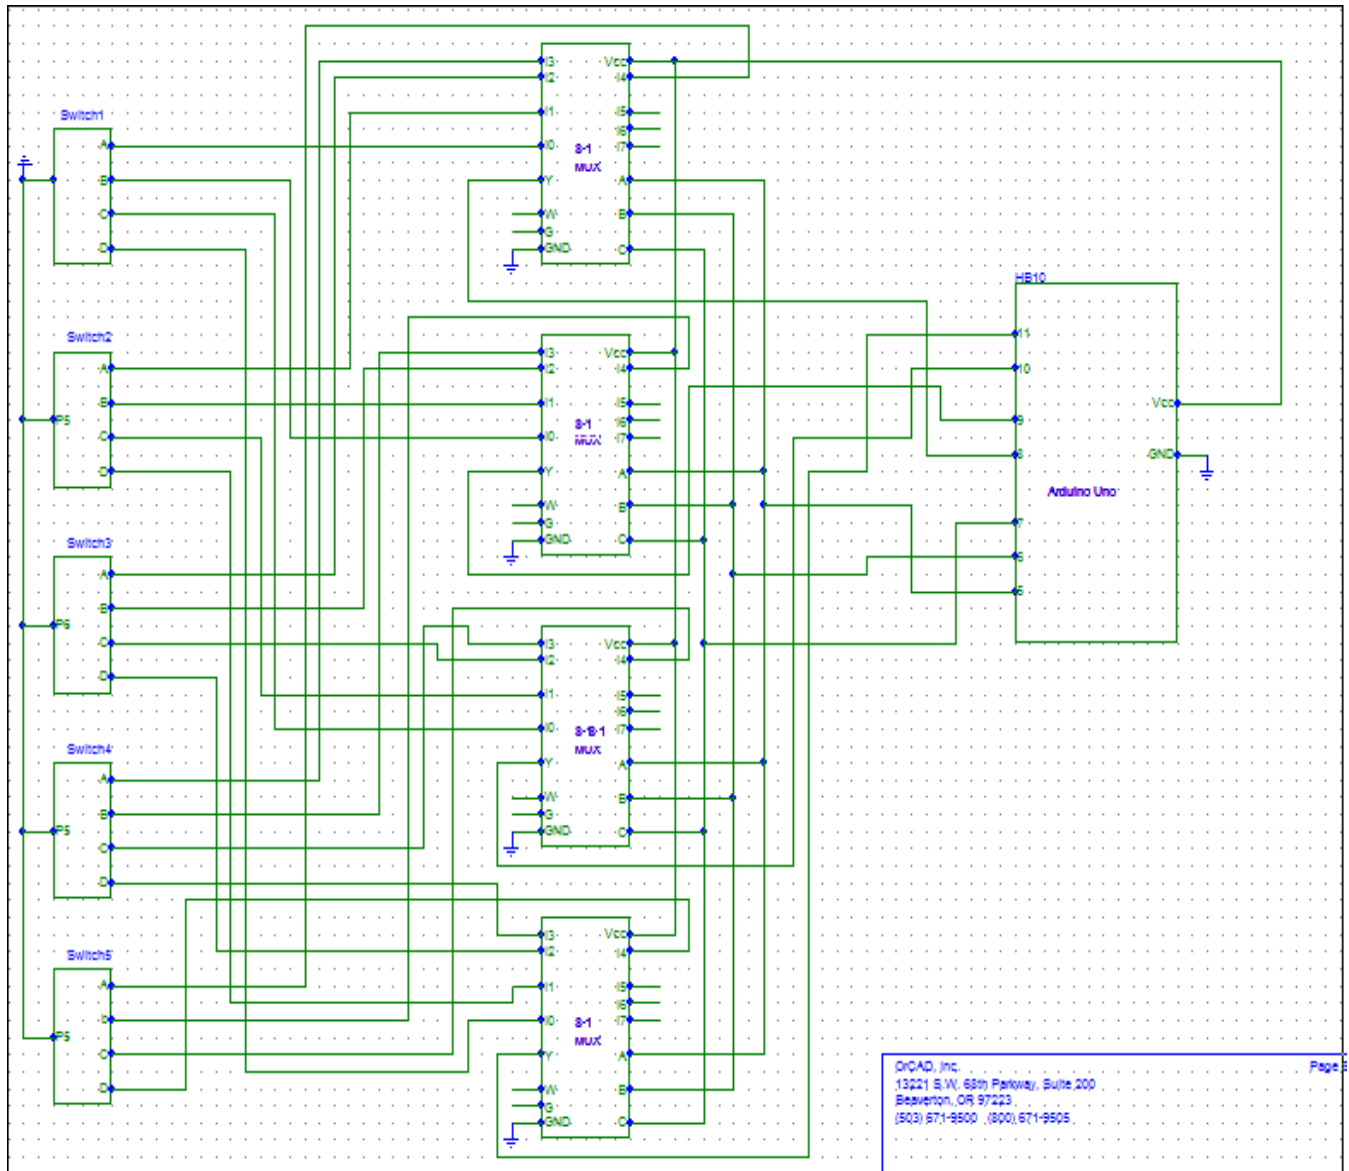 Switch1
A
B
C
D
Switch2
A
B
C
D
P5
Switch3
A
B
C
D
P6
Switch4
A
B
C
D
P5
Switch5
A
C
D
P5
I3
I2
I1
I0
Y
W
G
GND
Vcc
I4
I5
I6
I7
A
B
C
8-1
MUX
I3
I2
I1
I0
Y
W
G
GND
Vcc
I4
I5
I6
I7
A
B
C
8-1
MUX
I3
I2
I1
I0
Y
W
G
GND
Vcc
I4
I5
I6
I7
A
B
C
MUX
I3
I2
I1
I0
Y
W
G
GND
Vcc
I4
I5
I6
I7
A
B
C
8-1
MUX
HB10
11
10
9
8
7
6
5
Vcc
GND
Arduino Uno
OrCAD, Inc.
13221 S.W. 68th Parkway, Suite 200
Beaverton, OR 97223
(503) 671-9500 (800) 671-9505
Page